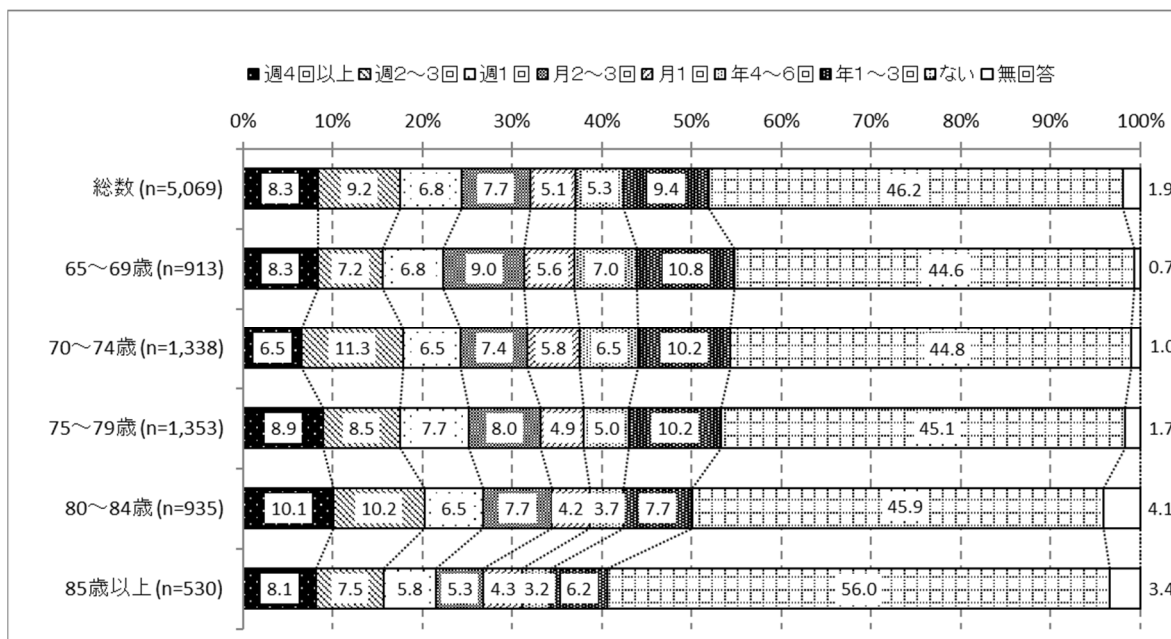 ■週4回以上 週2～3回 週1回 月2～3回 月1回 年4～6回 年1～3回 ない 無回答
0% 10% 20% 30% 40% 50% 60% 70% 80% 90% 100%
総数 (n=5,069) 8.3 9.2 6.8 7.7 5.1 5.3 9.4 46.2 1.9
65～69歳 (n=913) 8.3 7.2 6.8 9.0 5.6 7.0 10.8 44.6 0.7
70～74歳 (n=1,338) 6.5 11.3 6.5 7.4 5.8 6.5 10.2 44.8 1.0
75～79歳 (n=1,353) 8.9 8.5 7.7 8.0 4.9 5.0 10.2 45.1 1.7
80～84歳 (n=935) 10.1 10.2 6.5 7.7 4.2 3.7 7.7 45.9 4.1
85歳以上 (n=530) 8.1 7.5 5.8 5.3 4.3 3.2 6.2 56.0 3.4